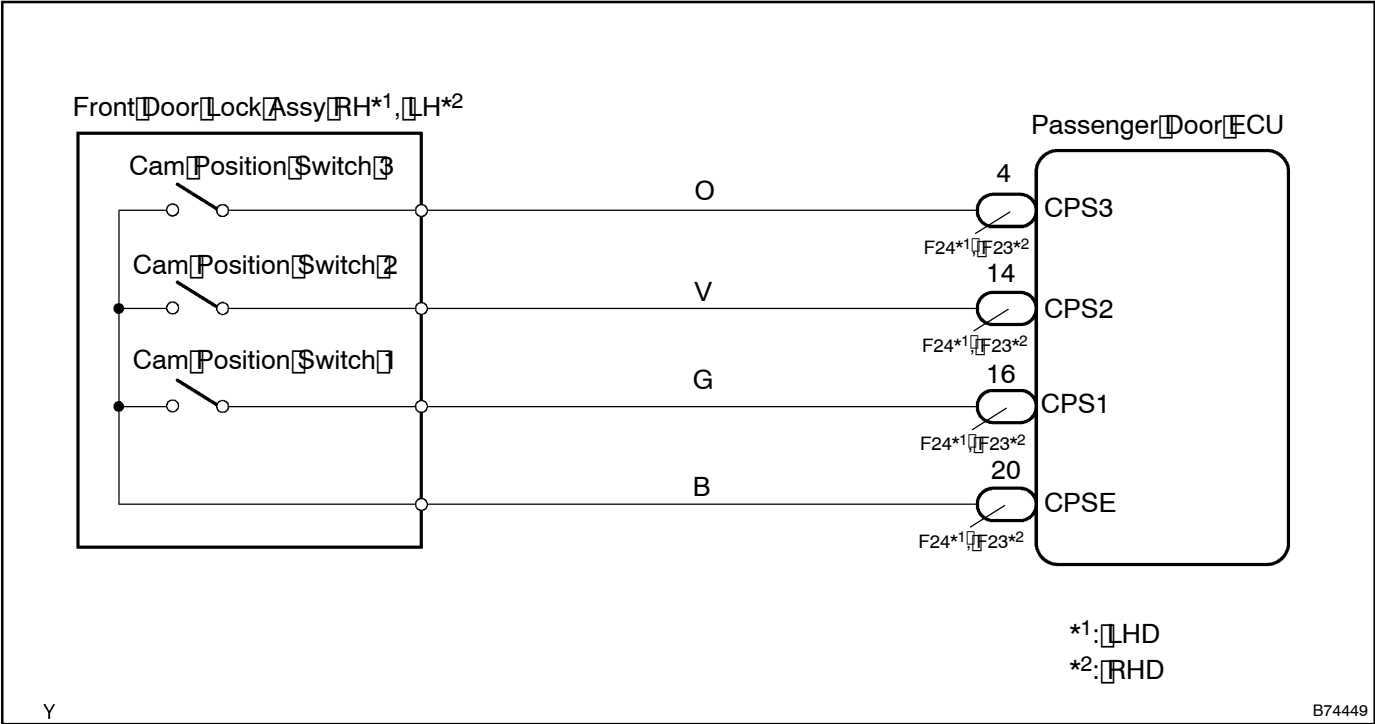 Front Door Lock Assy RH*1, LH*2
Passenger Door ECU
Cam Position Switch 3
O
4
CPS3
F24*1, F23*2
Cam Position Switch 2
V
14
CPS2
F24*1, F23*2
Cam Position Switch 1
G
16
CPS1
F24*1, F23*2
B
20
CPSE
F24*1, F23*2
*1: LHD
*2: RHD
Y
B74449